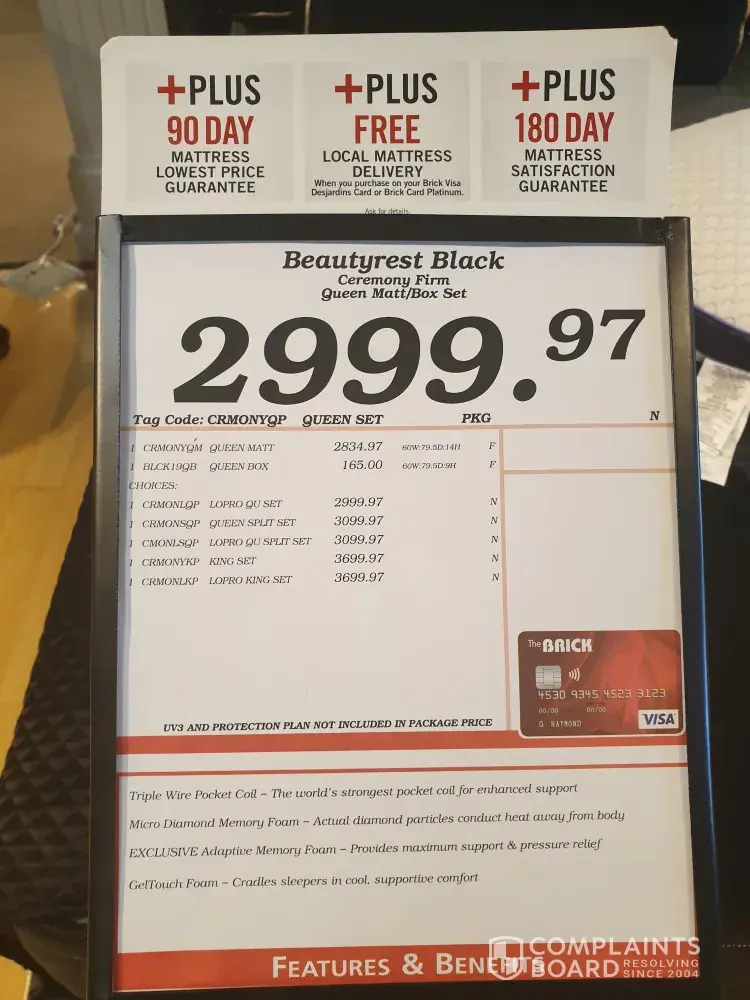 +PLUS
90 DAY
MATTRESS
LOWEST PRICE
GUARANTEE
+PLUS
FREE
LOCAL MATTRESS
DELIVERY
When you purchase on your Brick Visa
Desjardins Card or Brick Card Platinum.
+PLUS
180 DAY
MATTRESS
SATISFACTION
GUARANTEE
Ask for details.
Beautyrest Black
Ceremony Firm
Queen Matt/Box Set
2999.97
Tag Code: CRMONYQP QUEEN SET PKG N
1 CRMONYQM QUEEN MATT 2834.97 60W:79.5D:14H F
1 BLCK19QB QUEEN BOX 165.00 60W:79.5D:9H F
CHOICES:
1 CRMONLQP LOPRO QU SET 2999.97 N
1 CRMONSQP QUEEN SPLIT SET 3099.97 N
1 CMONLSQP LOPRO QU SPLIT SET 3099.97 N
1 CRMONYKP KING SET 3699.97 N
1 CRMONLKP LOPRO KING SET 3699.97 N
The BRICK
4530 9345 4523 3123
00/00 00/00
G RAYMOND
VISA
UV3 AND PROTECTION PLAN NOT INCLUDED IN PACKAGE PRICE
Triple Wire Pocket Coil – The world's strongest pocket coil for enhanced support
Micro Diamond Memory Foam – Actual diamond particles conduct heat away from body
EXCLUSIVE Adaptive Memory Foam – Provides maximum support & pressure relief
GelTouch Foam – Cradles sleepers in cool, supportive comfort
FEATURES & BENEFITS
COMPLAINTS
BOARD RESOLVING
SINCE 2004